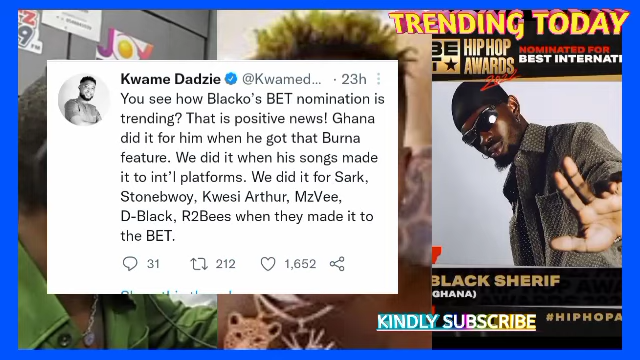 TRENDING TODAY
JOY
Kwame Dadzie @Kwamed... · 23h
You see how Blacko's BET nomination is
trending? That is positive news! Ghana
did it for him when he got that Burna
feature. We did it when his songs made
it to int'l platforms. We did it for Sark,
Stonebwoy, Kwesi Arthur, MzVee,
D-Black, R2Bees when they made it to
the BET.
31 212 1,652
HIP HOP
AWARDS
2022
NOMINATED FOR
BEST INTERNATI
BLACK SHERIF
(GHANA)
#HIPHOPA
KINDLY SUBSCRIBE